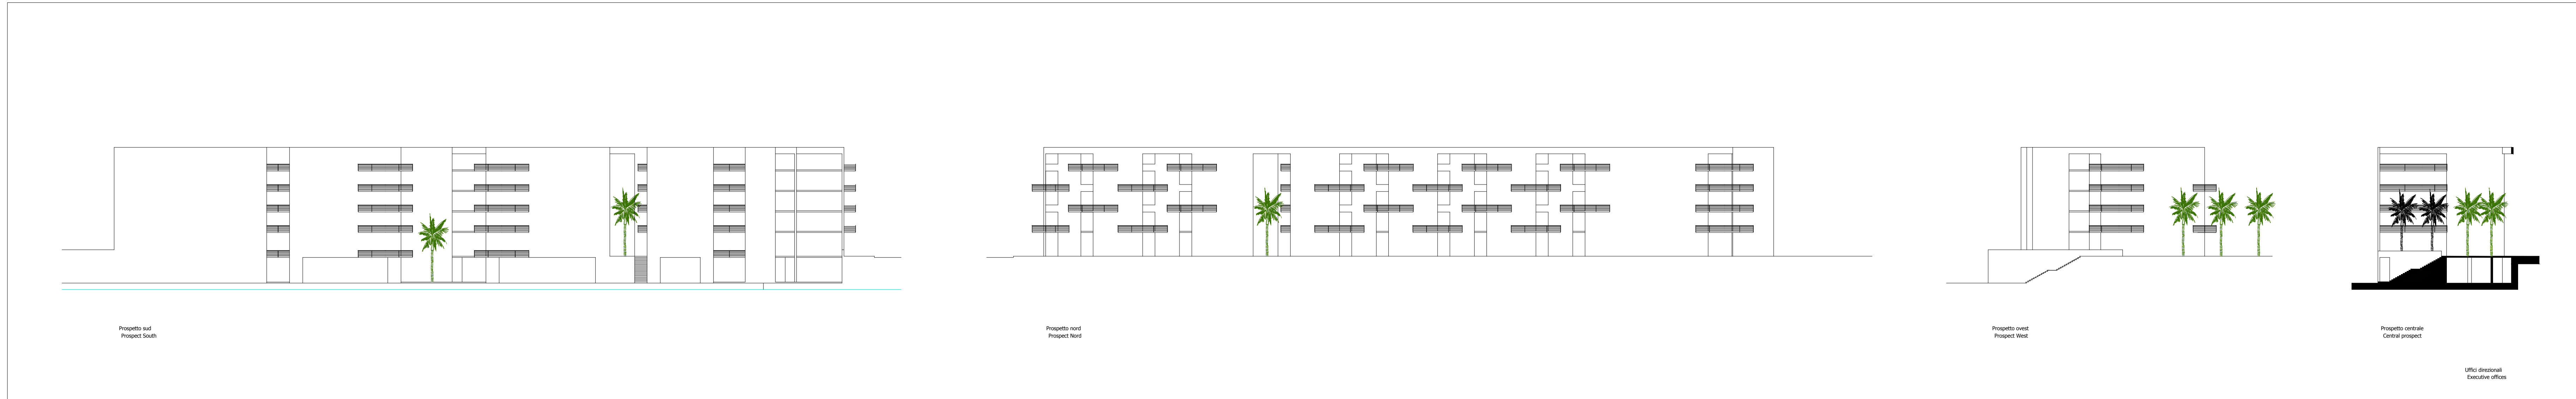 Prospetto sud
Prospect South
Prospetto nord
Prospect Nord
Prospetto ovest
Prospect West
Prospetto centrale
Central prospect
Uffici direzionali
Executive offices